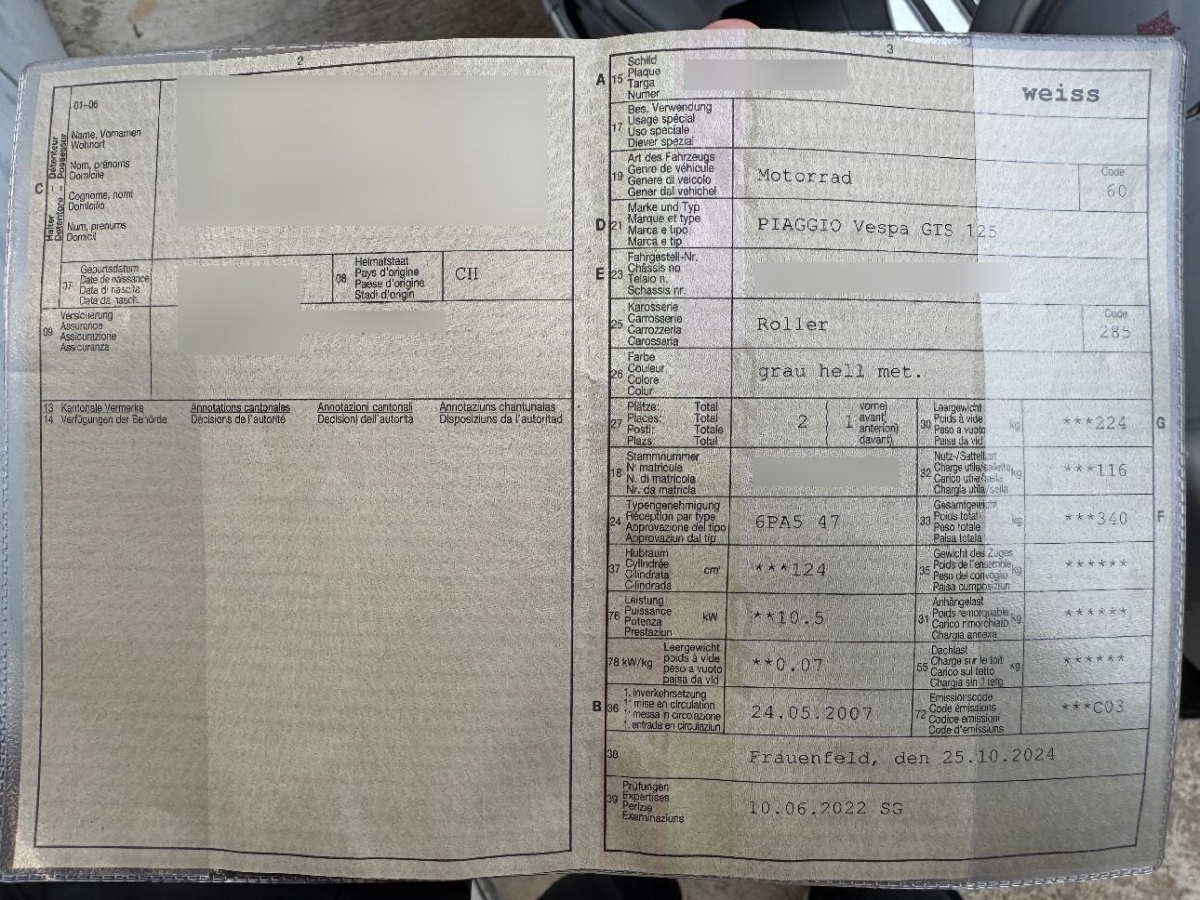 2
C
Halter – Détenteur
Detentore – Possessur
01–06
Name, Vornamen
Wohnort
Nom, prénoms
Domicile
Cognome, nomi
Domicilio
Num, prenums
Domicil
07
Geburtsdatum
Date de naissance
Data di nascita
Data da nasch.
08
Heimatstaat
Pays d'origine
Paese d'origine
Stadi d'origin
CH
09
Versicherung
Assurance
Assicurazione
Assicuranza
13 Kantonale Vermerke
14 Verfügungen der Behörde
Annotations cantonales
Décisions de l'autorité
Annotazioni cantonali
Decisioni dell'autorità
Annotaziuns chantunalas
Disposiziuns da l'autoritad
3
A 15
Schild
Plaque
Targa
Numer
weiss
17
Bes. Verwendung
Usage spécial
Uso speciale
Diever spezial
19
Art des Fahrzeugs
Genre de véhicule
Genere di veicolo
Gener dal vehichel
Motorrad
Code
60
D 21
Marke und Typ
Marque et type
Marca e tipo
Marca e tip
PIAGGIO Vespa GTS 125
E 23
Fahrgestell-Nr.
Châssis no
Telaio n.
Schassis nr.
25
Karosserie
Carrosserie
Carrozzeria
Carossaria
Roller
Code
285
26
Farbe
Couleur
Colore
Colur
grau hell met.
27
Plätze: Total
Places: Total
Posti: Totale
Plazs: Total
2 ( 1
vorne)
avant)
anteriori)
davant)
30
Leergewicht
Poids à vide
Peso a vuoto
Paisa da vid
kg
***224
G
18
Stammnummer
No matricule
N. di matricola
Nr. da matricla
32
Nutz-/Sattellast
Charge utile/sellette
Carico utile/sella
Chargia utila/sella
kg
***116
24
Typengenehmigung
Réception par type
Approvazione del tipo
Approvaziun dal tip
6PA5 47
33
Gesamtgewicht
Poids total
Peso totale
Paisa totala
kg
***340
F
37
Hubraum
Cylindrée
Cilindrata
Cilindrada
cm³
***124
35
Gewicht des Zuges
Poids de l'ensemble
Peso del convoglio
Paisa cumposiziun
kg
******
76
Leistung
Puissance
Potenza
Prestaziun
kW
**10.5
31
Anhängelast
Poids remorquable
Carico rimorchiato
Chargia annexa
kg
******
78 kW/kg
Leergewicht
poids à vide
peso a vuoto
paisa da vid
**0.07
55
Dachlast
Charge sur le toit
Carico sul tetto
Chargia sin il tetg
kg
******
B 36
1. Inverkehrsetzung
1re mise en circulation
1. messa in circolazione
1. entrada en circulaziun
24.05.2007
72
Emissionscode
Code émissions
Codice emissioni
Code d'emissiuns
***C03
38
Frauenfeld, den 25.10.2024
39
Prüfungen
Expertises
Perizie
Examinaziuns
10.06.2022 SG